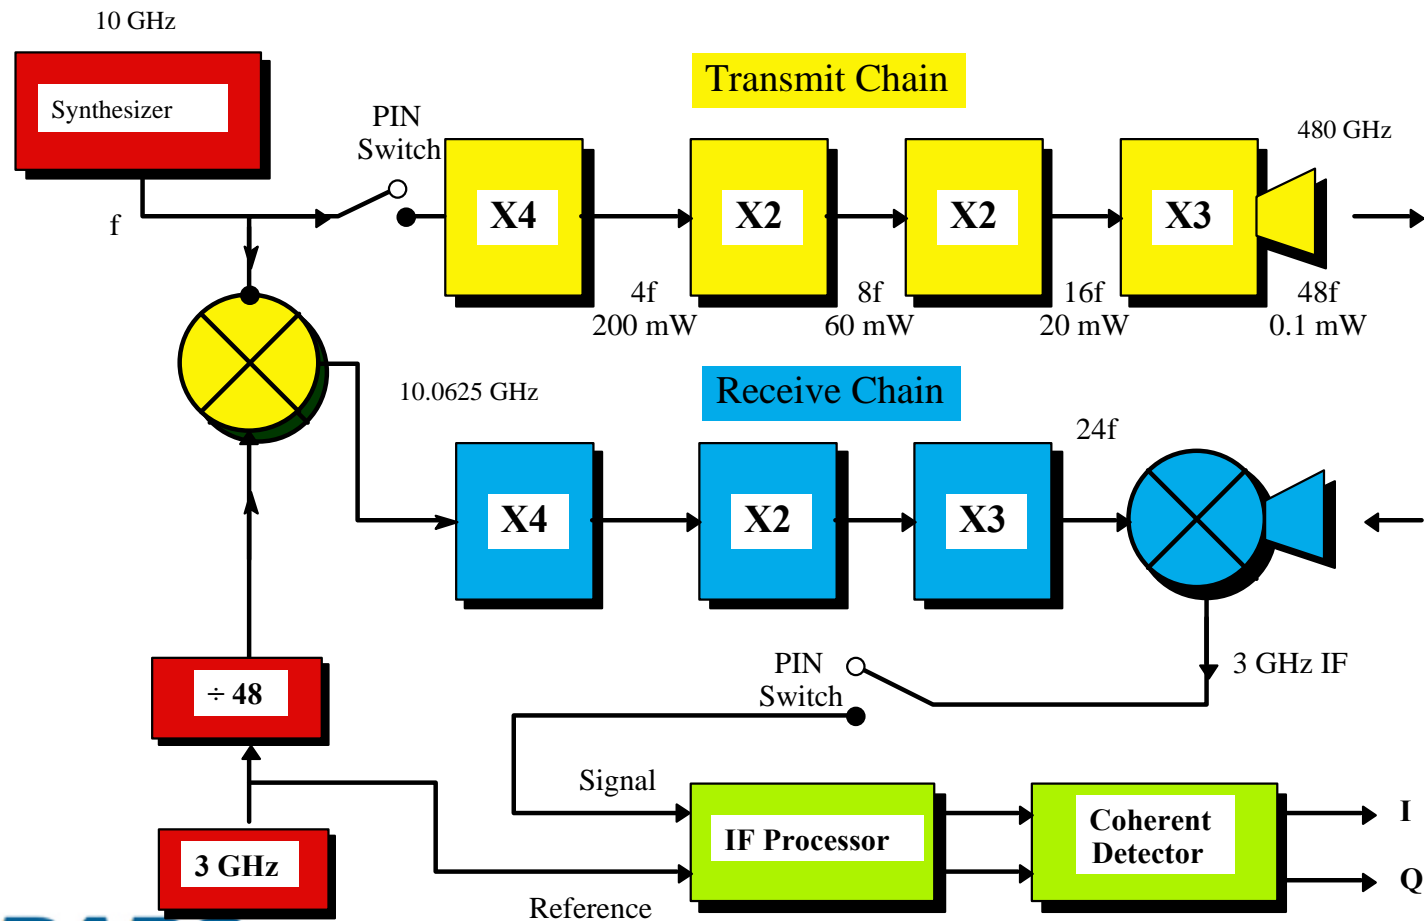 10 GHz
Synthesizer
Transmit Chain
PIN
Switch
480 GHz
f
X4
X2
X2
X3
4f
200 mW
8f
60 mW
16f
20 mW
48f
0.1 mW
10.0625 GHz
Receive Chain
24f
X4
X2
X3
÷ 48
PIN
Switch
3 GHz IF
Signal
3 GHz
IF Processor
Coherent
Detector
I
Q
Reference